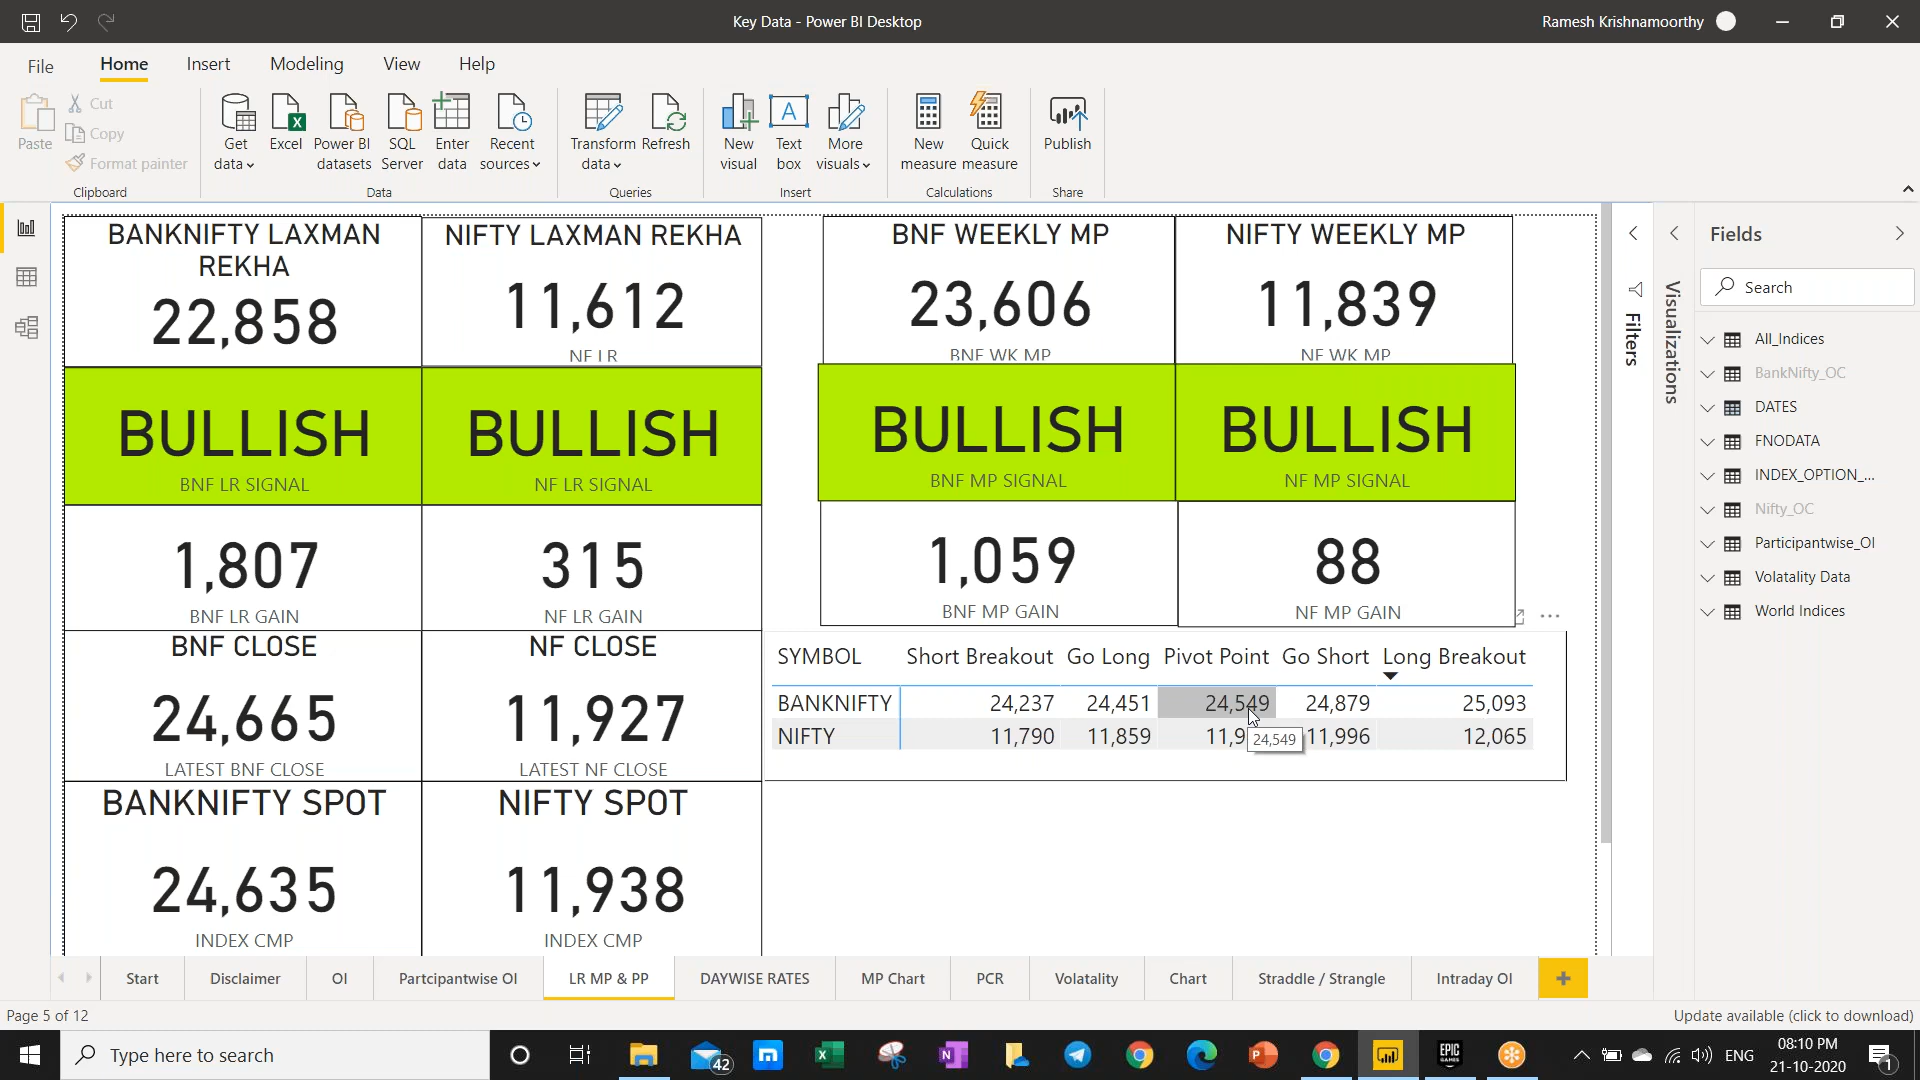 Key Data - Power BI Desktop
Ramesh Krishnamoorthy
File
Home
Insert
Modeling
View
Help
Paste
Cut
Copy
Format painter
Clipboard
Get data
Excel
Power BI datasets
SQL Server
Enter data
Recent sources
Data
Transform data
Refresh
Queries
New visual
Text box
More visuals
Insert
New measure
Quick measure
Calculations
Publish
Share
BANKNIFTY LAXMAN
REKHA
22,858
NIFTY LAXMAN REKHA
11,612
NF LR
BNF WEEKLY MP
23,606
BNF WK MP
NIFTY WEEKLY MP
11,839
NF WK MP
BULLISH
BNF LR SIGNAL
BULLISH
NF LR SIGNAL
BULLISH
BNF MP SIGNAL
BULLISH
NF MP SIGNAL
1,807
BNF LR GAIN
315
NF LR GAIN
1,059
BNF MP GAIN
88
NF MP GAIN
BNF CLOSE
24,665
LATEST BNF CLOSE
NF CLOSE
11,927
LATEST NF CLOSE
SYMBOL Short Breakout Go Long Pivot Point Go Short Long Breakout
BANKNIFTY 24,237 24,451 24,549 24,879 25,093
NIFTY 11,790 11,859 11,9 11,996 12,065
24,549
BANKNIFTY SPOT
24,635
INDEX CMP
NIFTY SPOT
11,938
INDEX CMP
Filters
Visualizations
Fields
Search
All_Indices
BankNifty_OC
DATES
FNODATA
INDEX_OPTION_...
Nifty_OC
Participantwise_OI
Volatality Data
World Indices
Start
Disclaimer
OI
Partcipantwise OI
LR MP & PP
DAYWISE RATES
MP Chart
PCR
Volatality
Chart
Straddle / Strangle
Intraday OI
Page 5 of 12
Update available (click to download)
Type here to search
42
EPIC GAMES
ENG
08:10 PM
21-10-2020
1